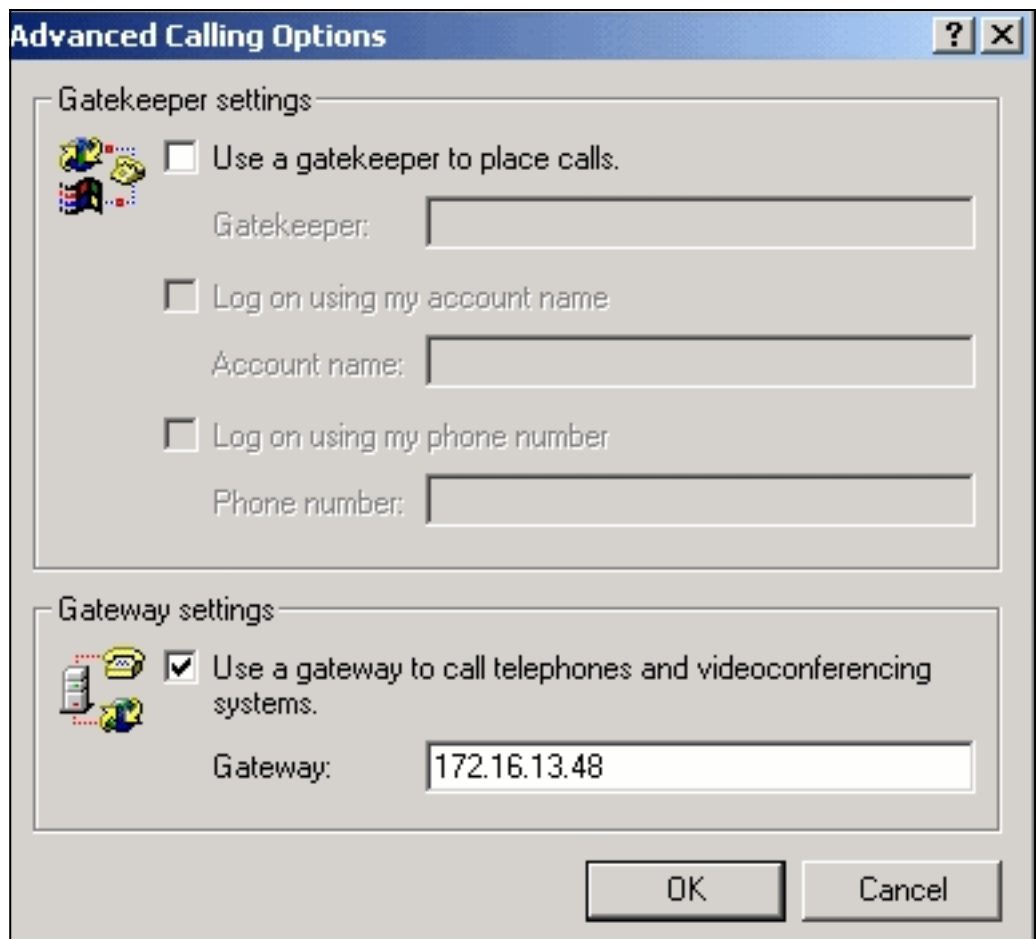 Advanced Calling Options
Gatekeeper settings
Use a gatekeeper to place calls.
Gatekeeper:
Log on using my account name
Account name:
Log on using my phone number
Phone number:
Gateway settings
Use a gateway to call telephones and videoconferencing
systems.
Gateway: 172.16.13.48
OK Cancel